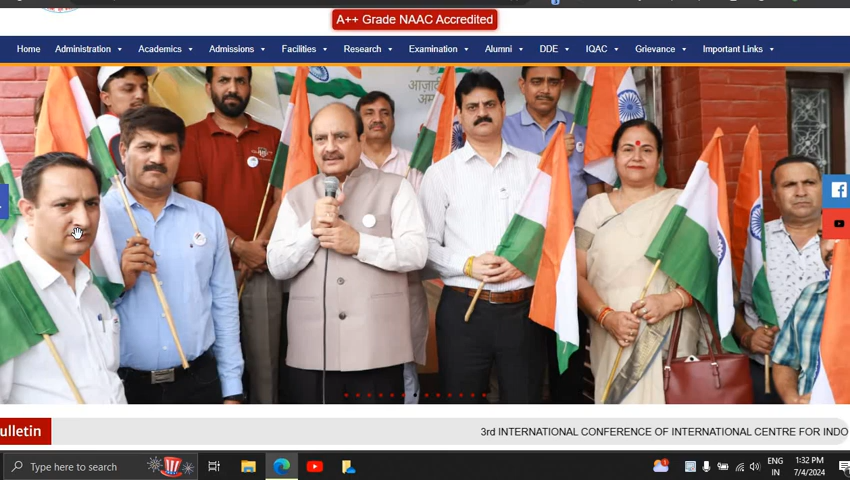 A++ Grade NAAC Accredited
Home Administration Academics Admissions Facilities Research Examination Alumni DDE IQAC Grievance Important Links
आज़ादी
ulletin
3rd INTERNATIONAL CONFERENCE OF INTERNATIONAL CENTRE FOR INDO
Type here to search
1
ENG
IN
1:32 PM
7/4/2024